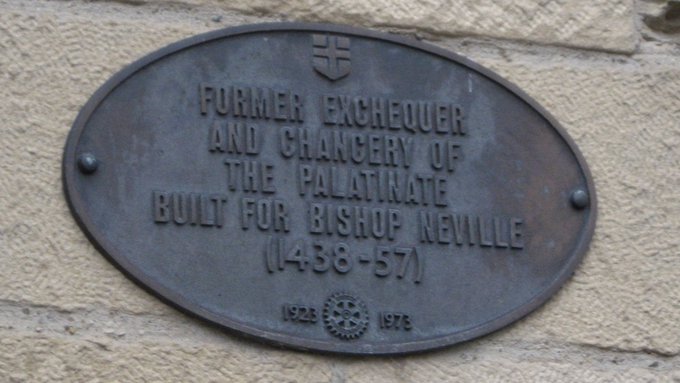 FORMER EXCHEQUER
AND CHANCERY OF
THE PALATINATE
BUILT FOR BISHOP NEVILLE
(1438-57)
1923 1973